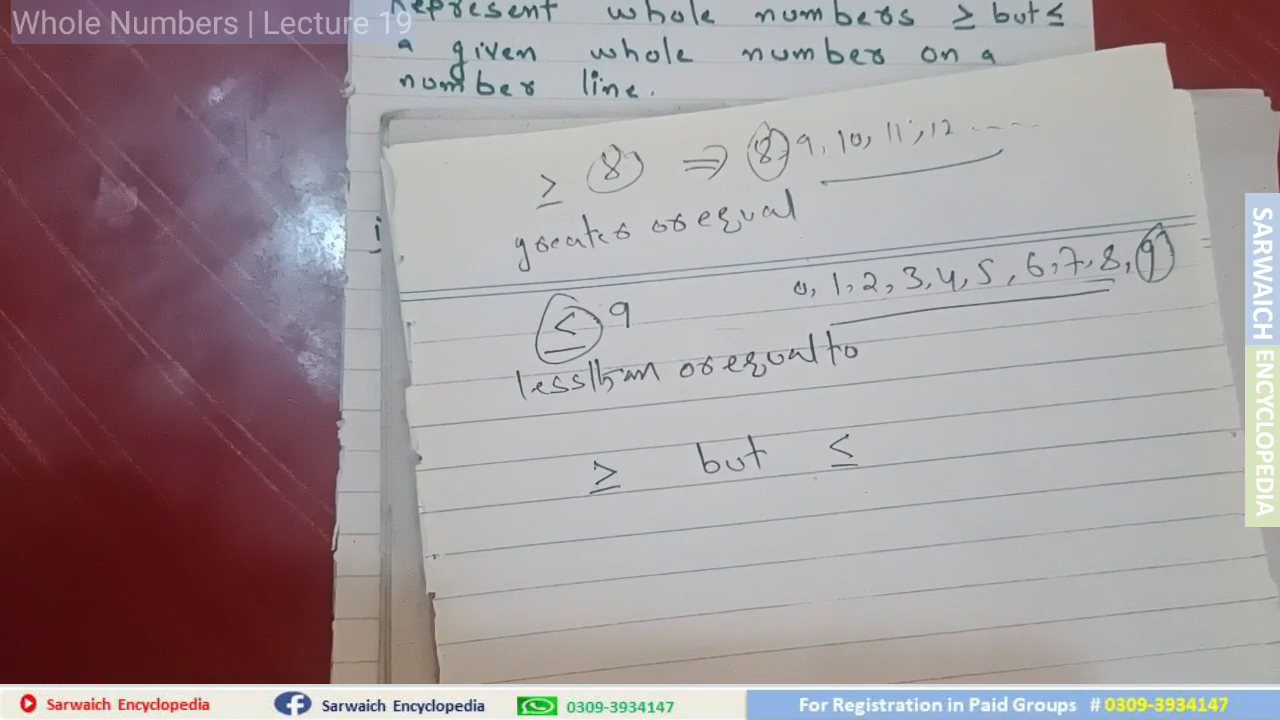 Whole Numbers | Lecture 19
Represent whole numbers ≥ but ≤
a given whole number on a
number line.
≥ 8 ⇒ 8, 9, 10, 11, 12 .....
greater or equal
0, 1, 2, 3, 4, 5, 6, 7, 8, 9
≤ 9
less than or equal to
≥ but ≤
SARWAICH ENCYCLOPEDIA
Sarwaich Encyclopedia
Sarwaich Encyclopedia
0309-3934147
For Registration in Paid Groups # 0309-3934147